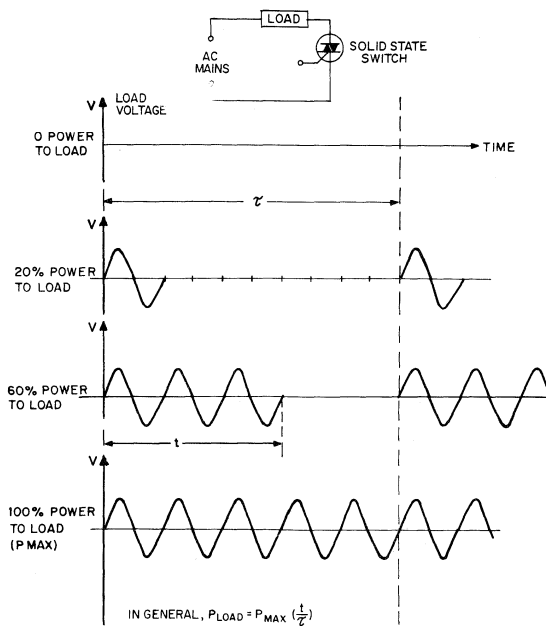 LOAD
SOLID STATE
SWITCH
AC
MAINS
V
LOAD
VOLTAGE
0 POWER
TO LOAD
TIME
τ
V
20% POWER
TO LOAD
V
60% POWER
TO LOAD
t
V
100% POWER
TO LOAD
(P MAX)
IN GENERAL, PLOAD = PMAX (t/τ)